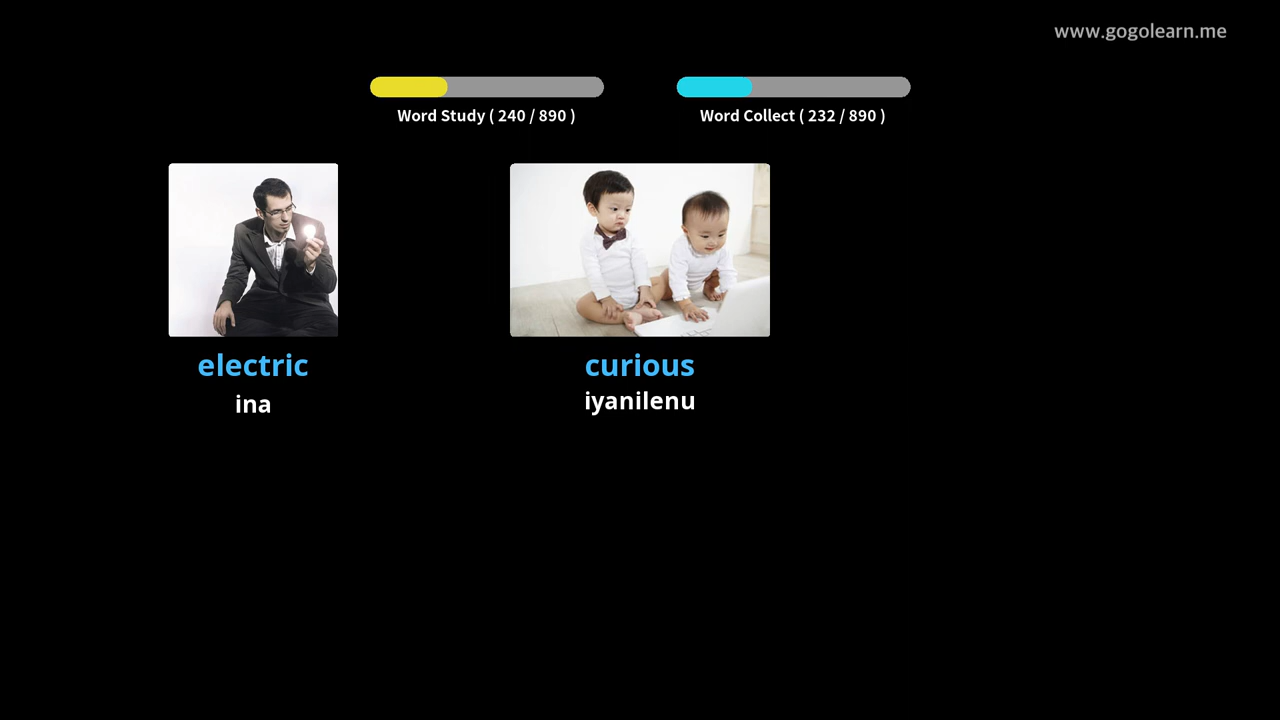 www.gogolearn.me
Word Study ( 240 / 890 )
Word Collect ( 232 / 890 )
electric
ina
curious
iyanilenu